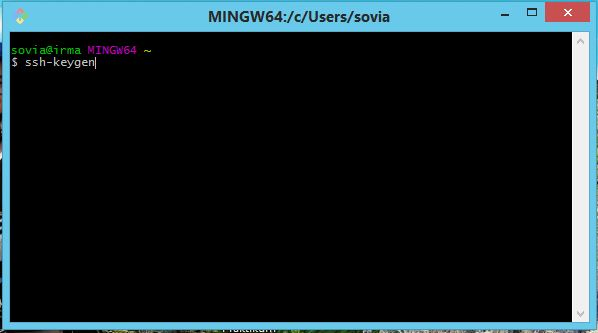 MINGW64:/c/Users/sovia
sovia@irma MINGW64 ~
$ ssh-keygen